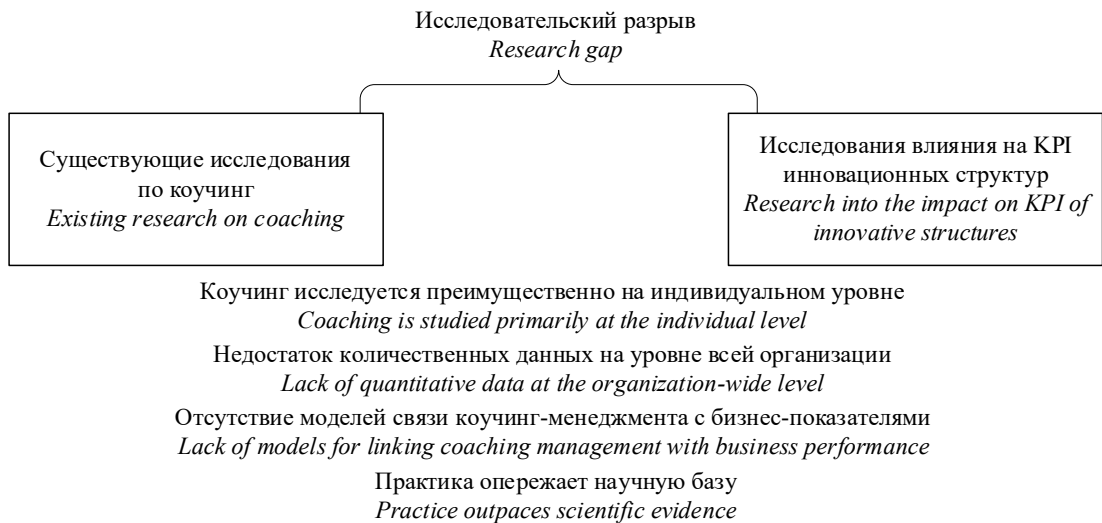 Исследовательский разрыв
Research gap
Существующие исследования
по коучинг
Existing research on coaching
Исследования влияния на KPI
инновационных структур
Research into the impact on KPI of
innovative structures
Коучинг исследуется преимущественно на индивидуальном уровне
Coaching is studied primarily at the individual level
Недостаток количественных данных на уровне всей организации
Lack of quantitative data at the organization-wide level
Отсутствие моделей связи коучинг-менеджмента с бизнес-показателями
Lack of models for linking coaching management with business performance
Практика опережает научную базу
Practice outpaces scientific evidence